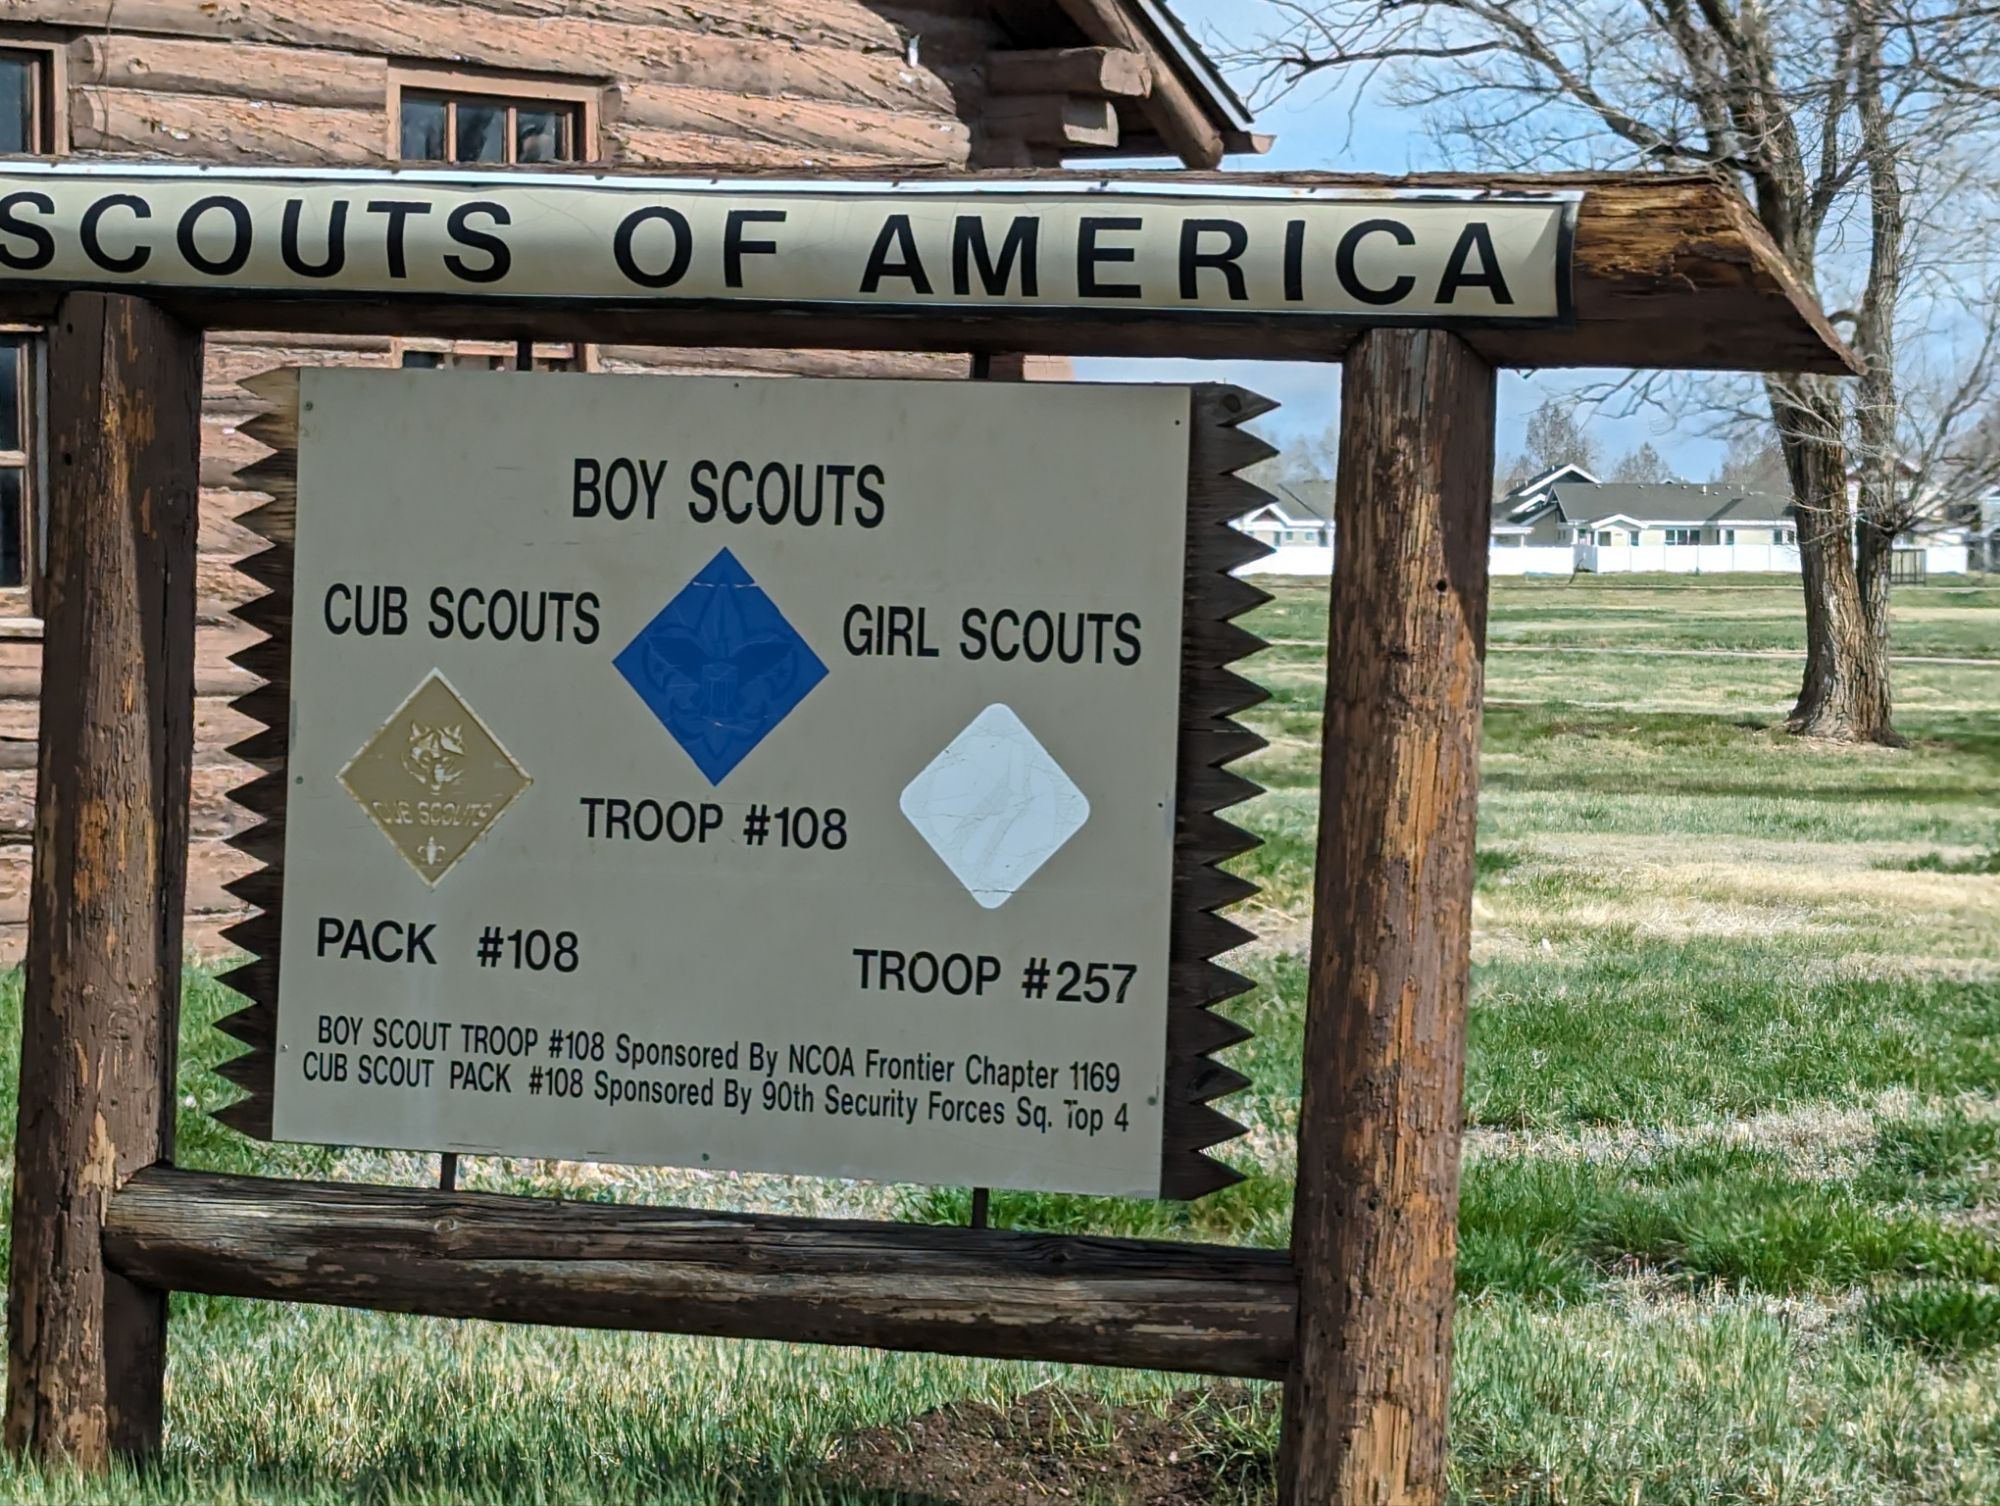 SCOUTS OF AMERICA
BOY SCOUTS
CUB SCOUTS
GIRL SCOUTS
CUB SCOUTS
TROOP #108
PACK #108
TROOP #257
BOY SCOUT TROOP #108 Sponsored By NCOA Frontier Chapter 1169
CUB SCOUT PACK #108 Sponsored By 90th Security Forces Sq. Top 4